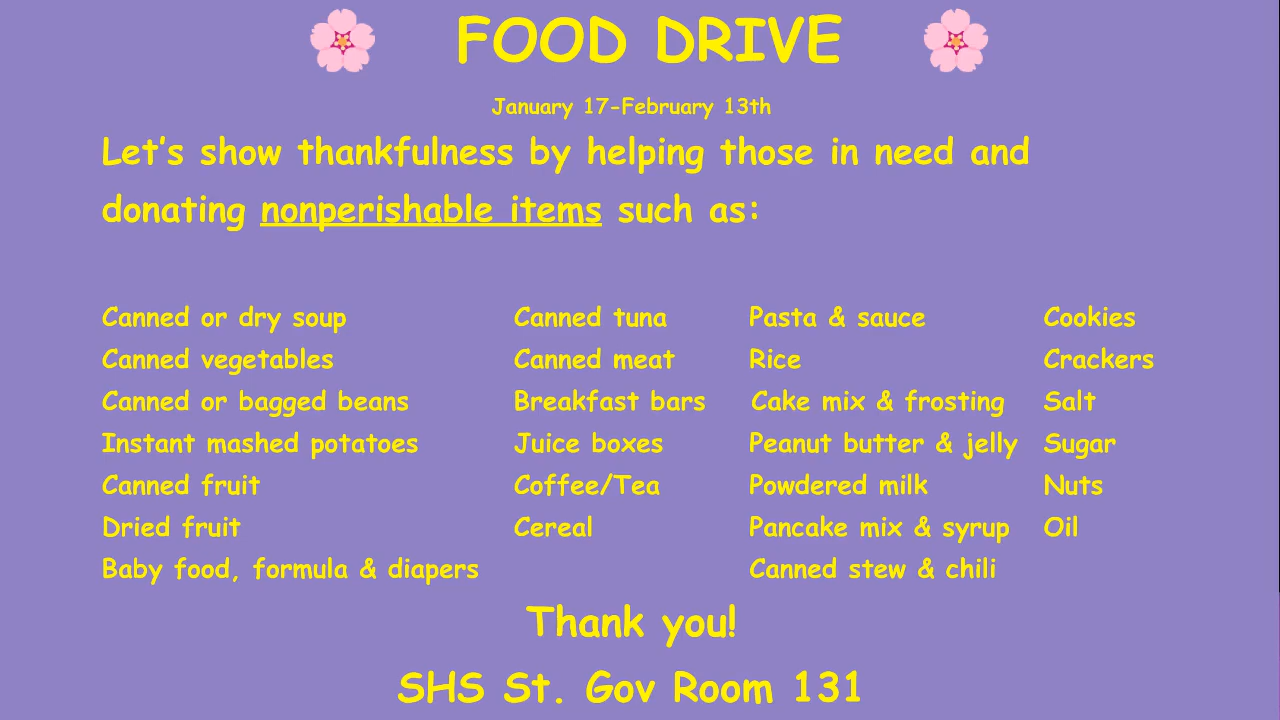 FOOD DRIVE
January 17-February 13th
Let's show thankfulness by helping those in need and
donating nonperishable items such as:
Canned or dry soup
Canned vegetables
Canned or bagged beans
Instant mashed potatoes
Canned fruit
Dried fruit
Baby food, formula & diapers
Canned tuna
Canned meat
Breakfast bars
Juice boxes
Coffee/Tea
Cereal
Pasta & sauce
Rice
Cake mix & frosting
Peanut butter & jelly
Powdered milk
Pancake mix & syrup
Canned stew & chili
Cookies
Crackers
Salt
Sugar
Nuts
Oil
Thank you!
SHS St. Gov Room 131